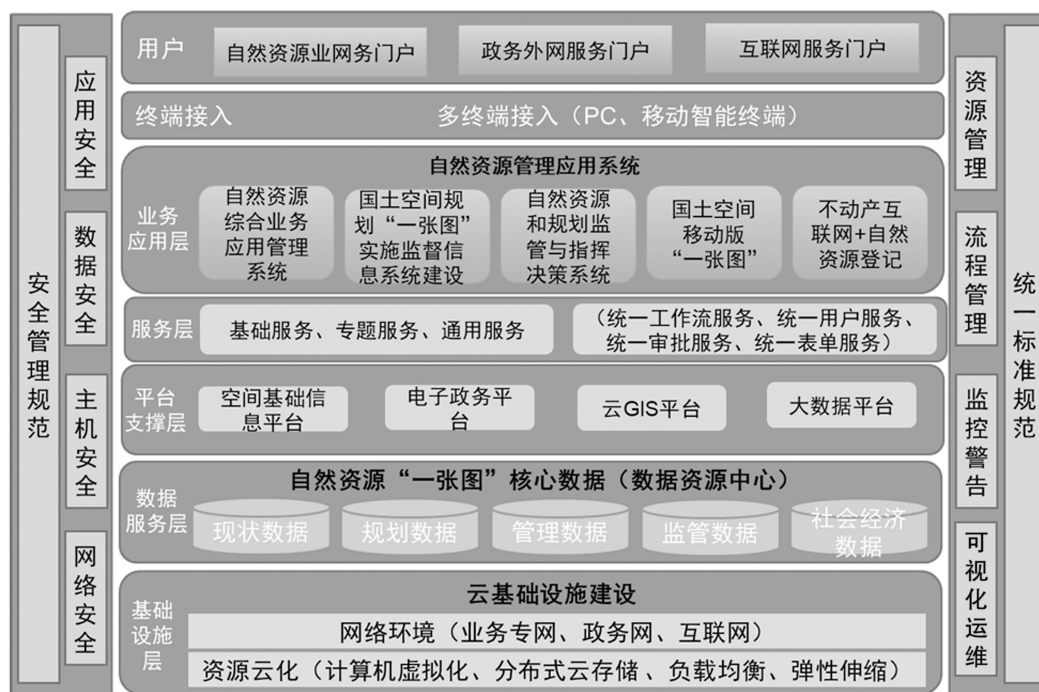 安全管理规范
应用安全
数据安全
主机安全
网络安全
用户
自然资源业网务门户
政务外网服务门户
互联网服务门户
终端接入
多终端接入（PC、移动智能终端）
自然资源管理应用系统
业务
应用层
自然资源
综合业务
应用管理
系统
国土空间规
划“一张图”
实施监督信
息系统建设
自然资源
和规划监
管与指挥
决策系统
国土空间
移动版
“一张图”
不动产互
联网+自然
资源登记
服务层
基础服务、专题服务、通用服务
（统一工作流服务、统一用户服务、
统一审批服务、统一表单服务）
平台
支撑层
空间基础信
息平台
电子政务平
台
云GIS平台
大数据平台
自然资源“一张图”核心数据（数据资源中心）
数据
服务层
现状数据
规划数据
管理数据
监管数据
社会经济
数据
云基础设施建设
基础
设施
层
网络环境（业务专网、政务网、互联网）
资源云化（计算机虚拟化、分布式云存储、负载均衡、弹性伸缩）
资源管理
流程管理
监控警告
可视化运维
统一标准规范